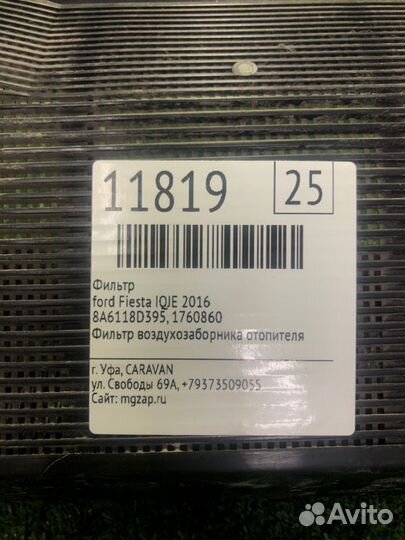 11819 25
Фильтр
ford Fiesta IQJE 2016
8A6118D395, 1760860
Фильтр воздухозаборника отопителя
г. Уфа, CARAVAN
ул. Свободы 69А, +79373509055
Сайт: mgzap.ru
Avito